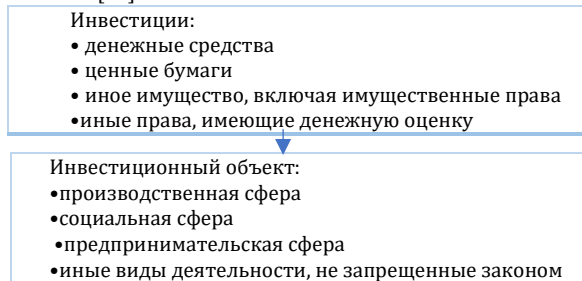 Инвестиции:
• денежные средства
• ценные бумаги
• иное имущество, включая имущественные права
•иные права, имеющие денежную оценку
Инвестиционный объект:
•производственная сфера
•социальная сфера
•предпринимательская сфера
•иные виды деятельности, не запрещенные законом